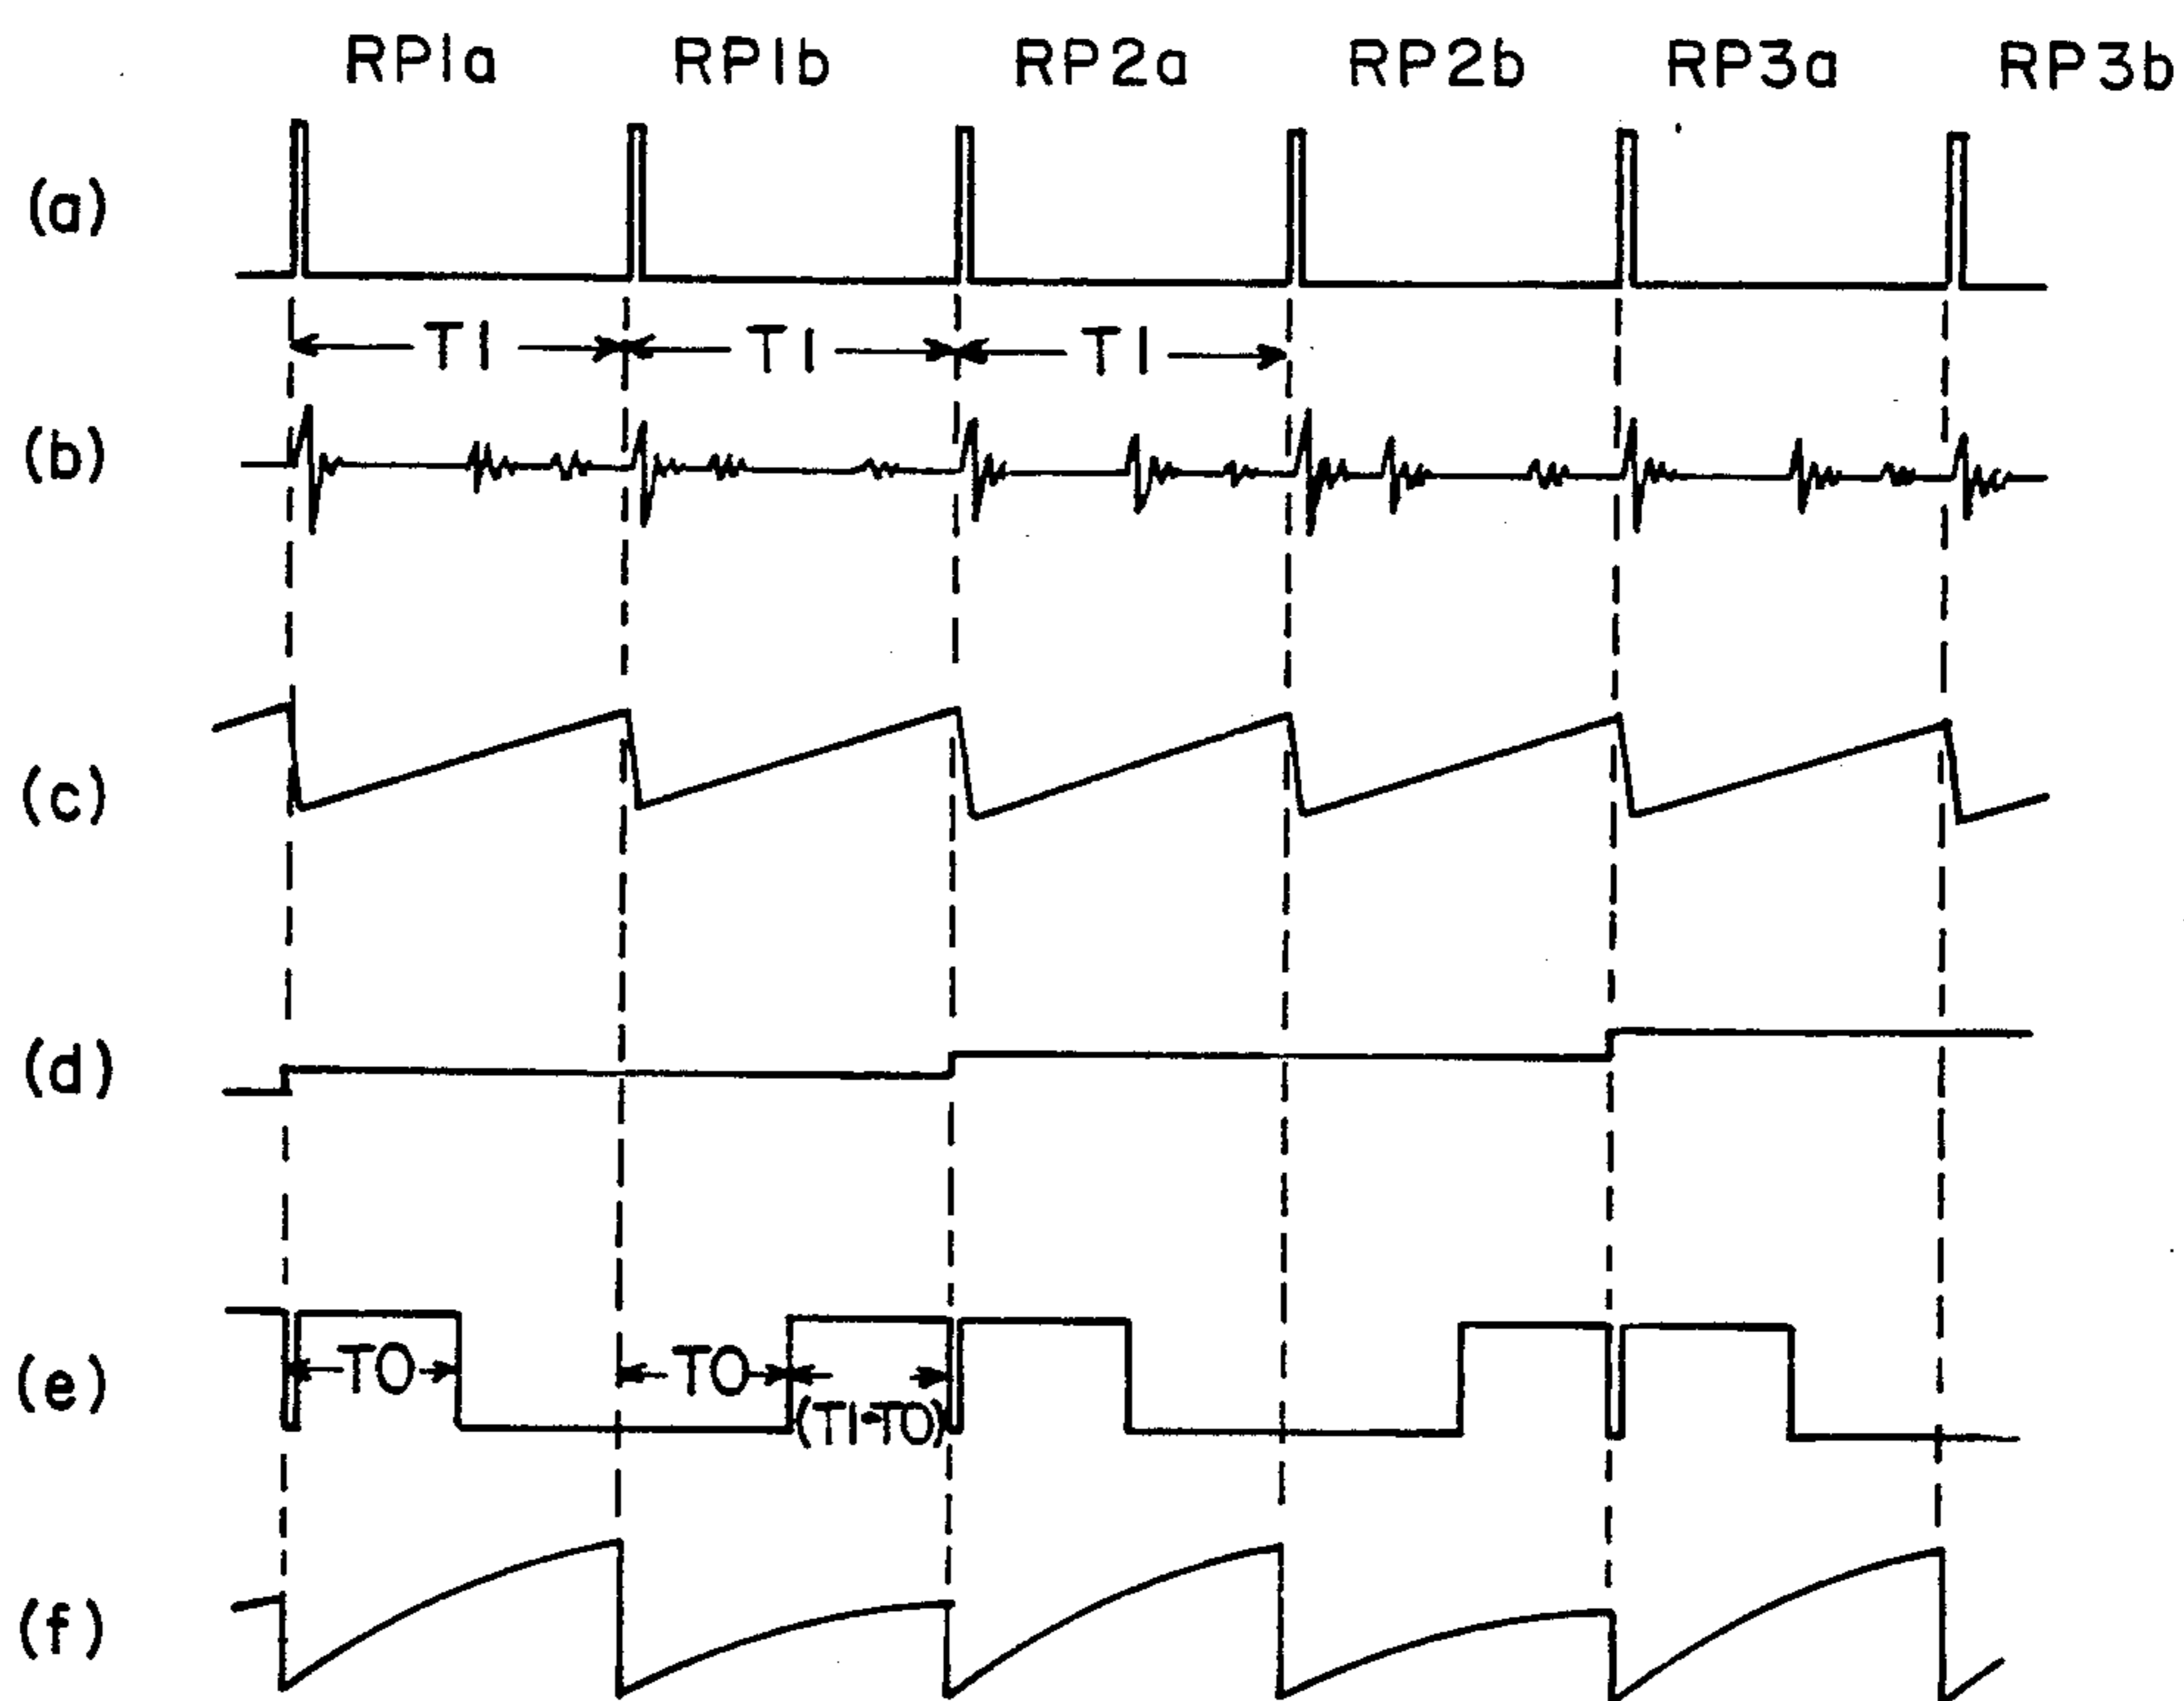 RP1a RP1b RP2a RP2b RP3a RP3b
(a)
T1 T1 T1
(b)
(c)
(d)
(e) TO TO (T1-TO)
(f)